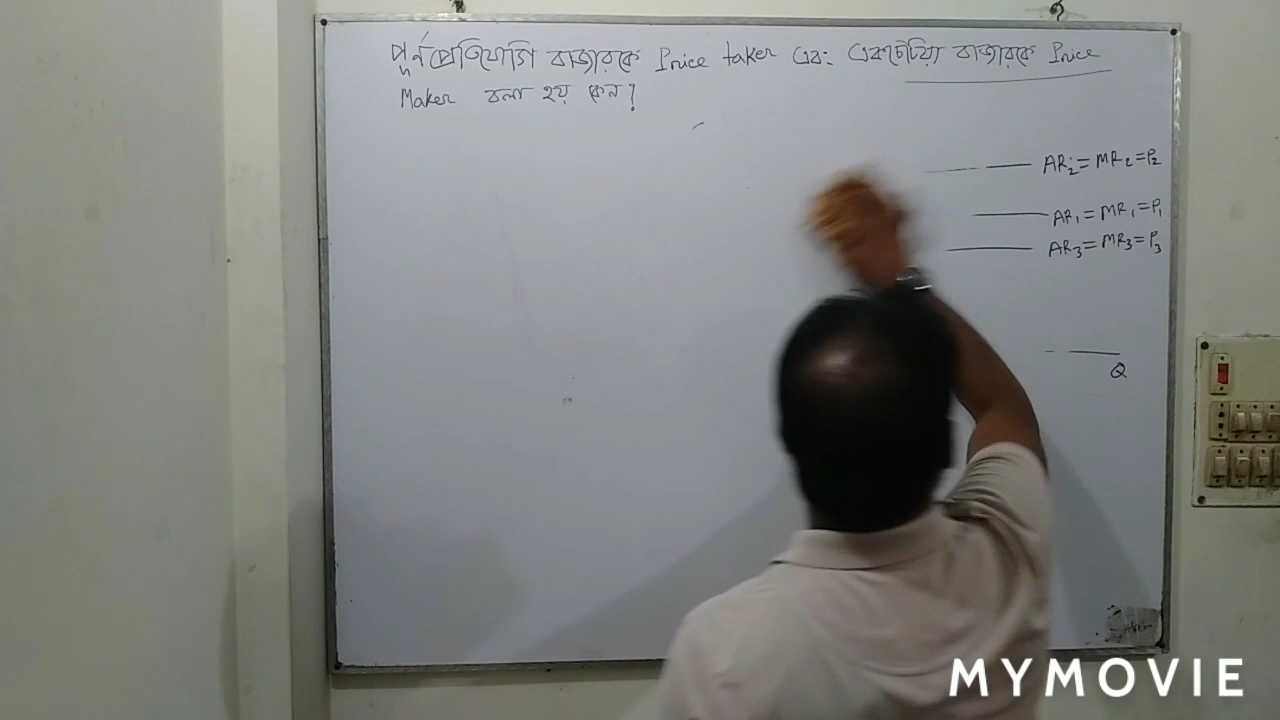 পূর্নপ্রতিযোগি বাজারকে Price taker এবং একচেটিয়া বাজারকে Price
Maker বলা হয় কেন?
AR₂ = MR₂ = P₂
AR₁ = MR₁ = P₁
AR₃ = MR₃ = P₃
Q
MYMOVIE